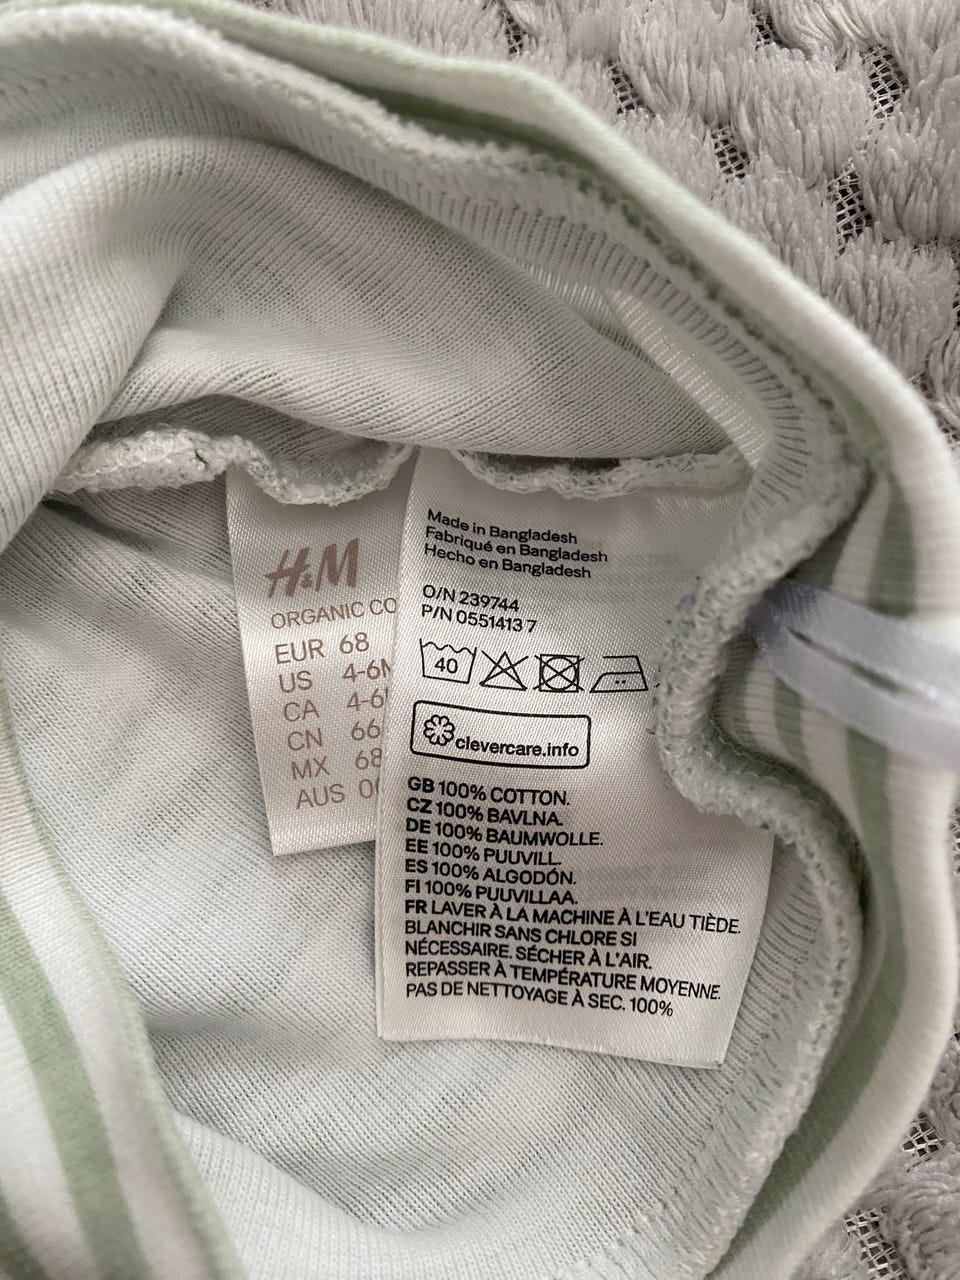 H&M
ORGANIC CO
EUR 68
US 4-6M
CA 4-6
CN 66
MX 68
AUS
Made in Bangladesh
Fabriqué en Bangladesh
Hecho en Bangladesh
O/N 239744
P/N 0551413 7
40
clevercare.info
GB 100% COTTON.
CZ 100% BAVLNA.
DE 100% BAUMWOLLE.
EE 100% PUUVILL.
ES 100% ALGODÓN.
FI 100% PUUVILLAA.
FR LAVER À LA MACHINE À L'EAU TIÈDE.
BLANCHIR SANS CHLORE SI
NÉCESSAIRE. SÉCHER À L'AIR.
REPASSER À TEMPÉRATURE MOYENNE.
PAS DE NETTOYAGE À SEC. 100%